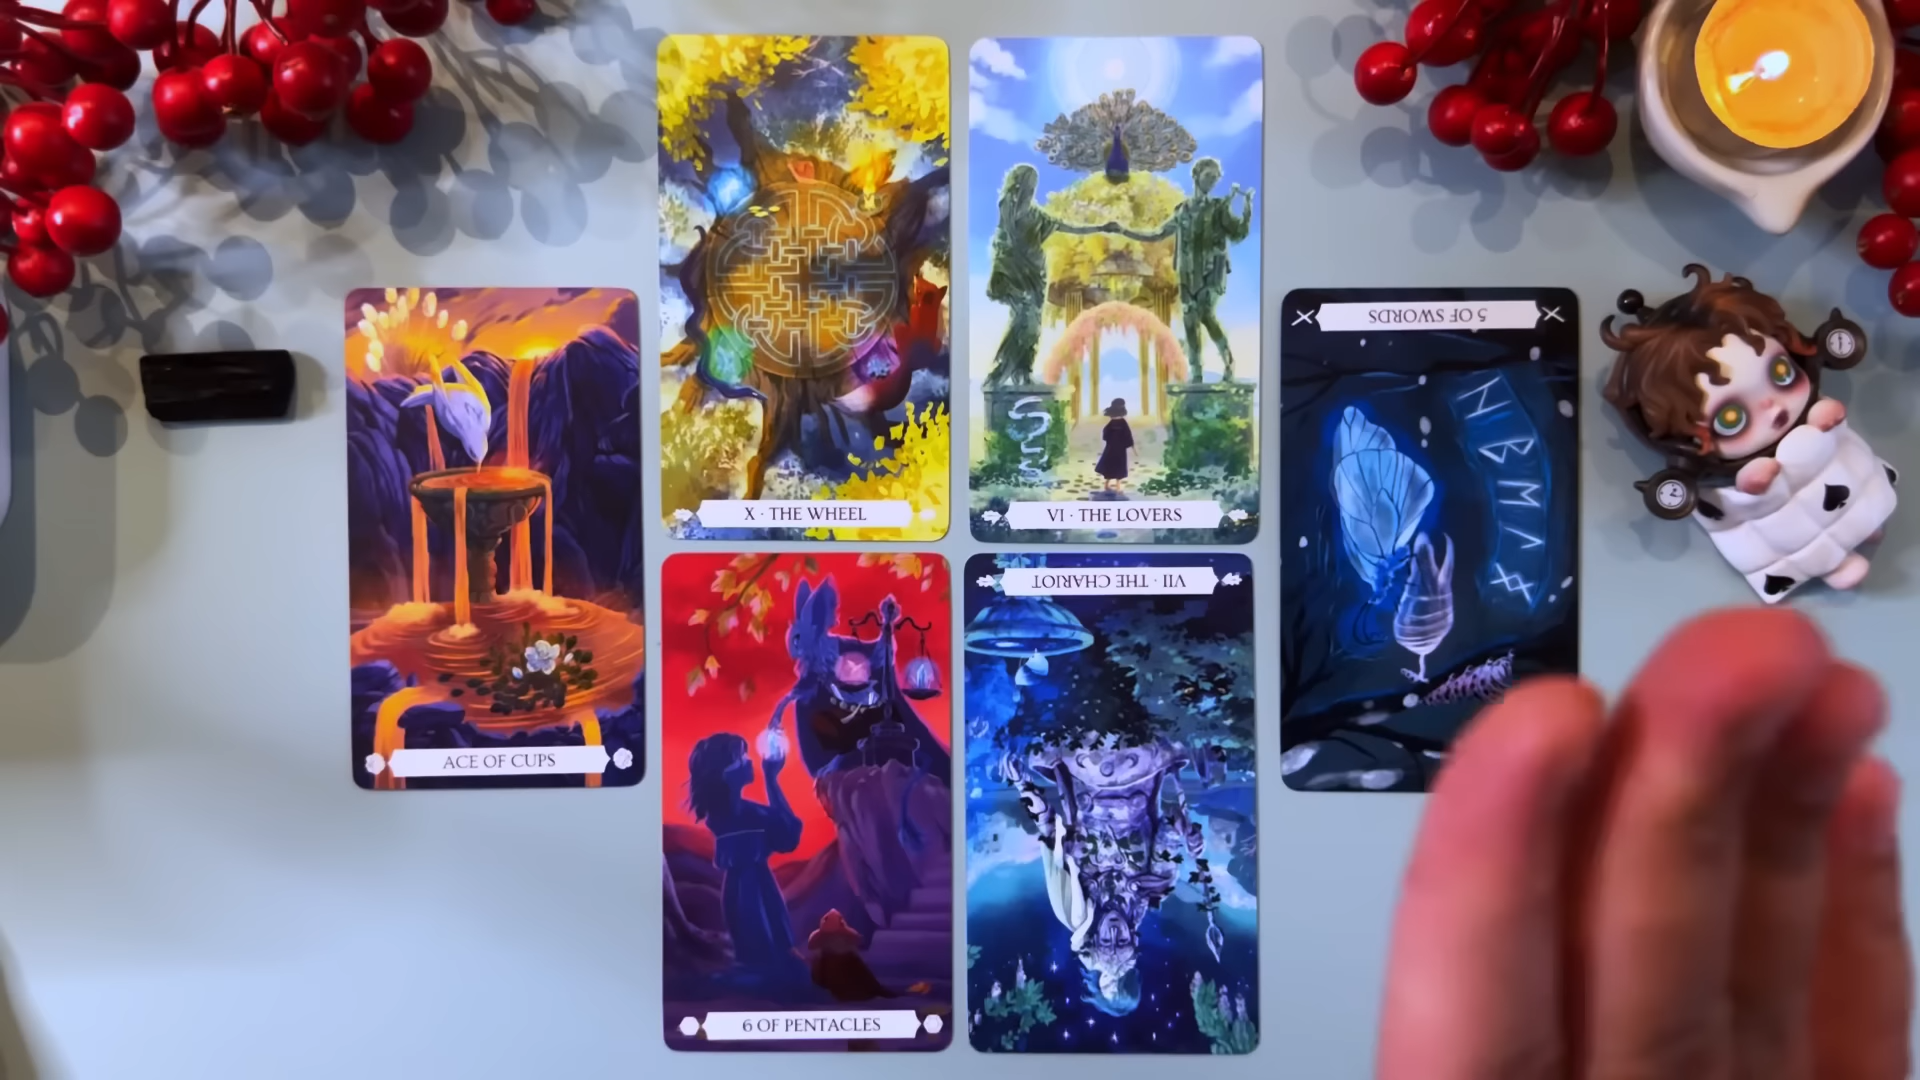 X · THE WHEEL
VI · THE LOVERS
5 OF SWORDS
ACE OF CUPS
VII · THE CHARIOT
6 OF PENTACLES